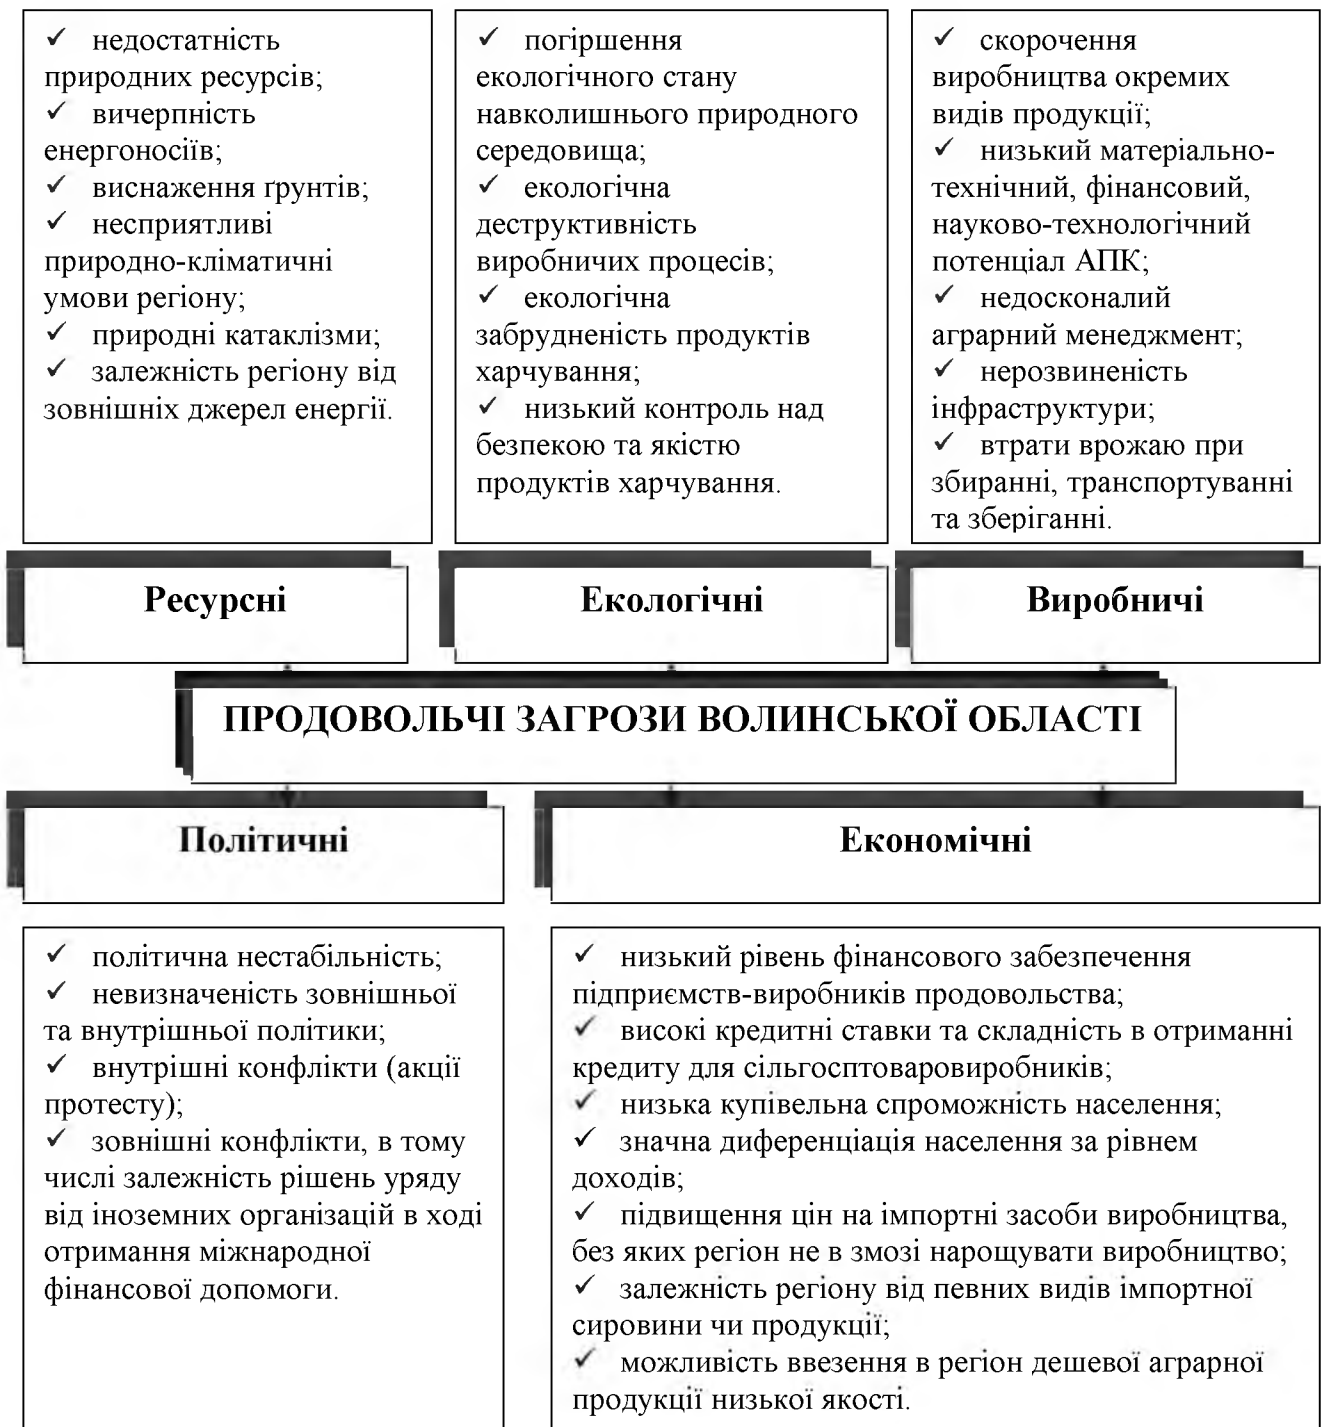 ✓ недостатність
природних ресурсів;
✓ вичерпність
енергоносіїв;
✓ виснаження ґрунтів;
✓ несприятливі
природно-кліматичні
умови регіону;
✓ природні катаклізми;
✓ залежність регіону від
зовнішніх джерел енергії.
✓ погіршення
екологічного стану
навколишнього природного
середовища;
✓ екологічна
деструктивність
виробничих процесів;
✓ екологічна
забрудненість продуктів
харчування;
✓ низький контроль над
безпекою та якістю
продуктів харчування.
✓ скорочення
виробництва окремих
видів продукції;
✓ низький матеріально-
технічний, фінансовий,
науково-технологічний
потенціал АПК;
✓ недосконалий
аграрний менеджмент;
✓ нерозвиненість
інфраструктури;
✓ втрати врожаю при
збиранні, транспортуванні
та зберіганні.
Ресурсні
Екологічні
Виробничі
ПРОДОВОЛЬЧІ ЗАГРОЗИ ВОЛИНСЬКОЇ ОБЛАСТІ
Політичні
Економічні
✓ політична нестабільність;
✓ невизначеність зовнішньої
та внутрішньої політики;
✓ внутрішні конфлікти (акції
протесту);
✓ зовнішні конфлікти, в тому
числі залежність рішень уряду
від іноземних організацій в ході
отримання міжнародної
фінансової допомоги.
✓ низький рівень фінансового забезпечення
підприємств-виробників продовольства;
✓ високі кредитні ставки та складність в отриманні
кредиту для сільгосптоваровиробників;
✓ низька купівельна спроможність населення;
✓ значна диференціація населення за рівнем
доходів;
✓ підвищення цін на імпортні засоби виробництва,
без яких регіон не в змозі нарощувати виробництво;
✓ залежність регіону від певних видів імпортної
сировини чи продукції;
✓ можливість ввезення в регіон дешевої аграрної
продукції низької якості.